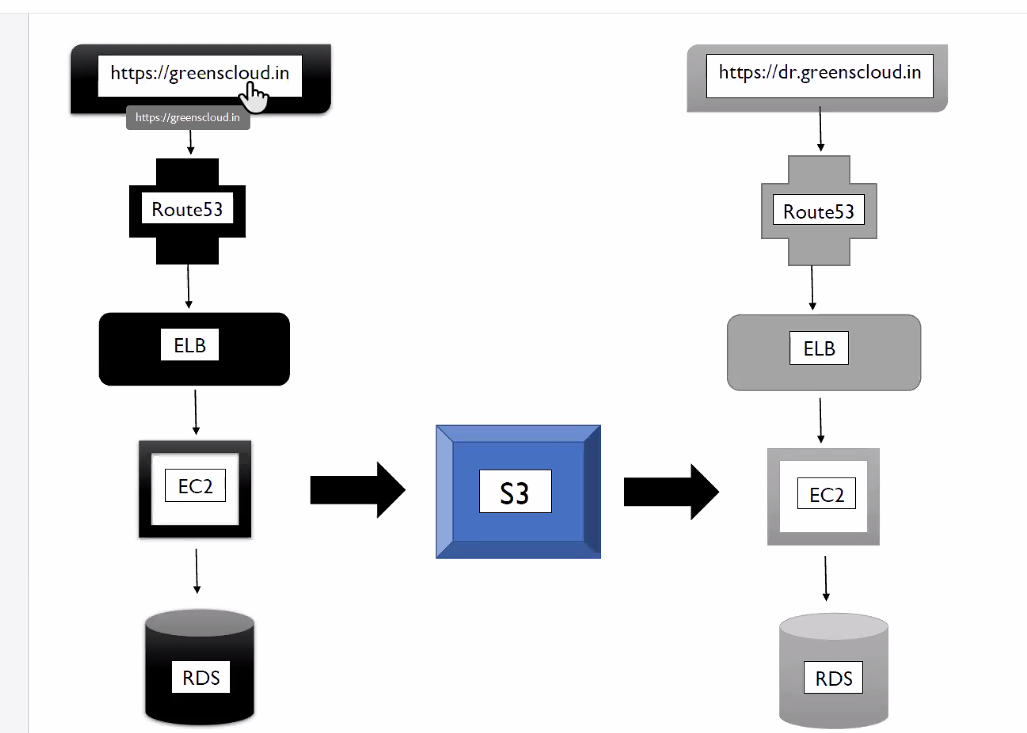 https://greenscloud.in
https://greenscloud.in
Route53
ELB
EC2
RDS
S3
https://dr.greenscloud.in
Route53
ELB
EC2
RDS